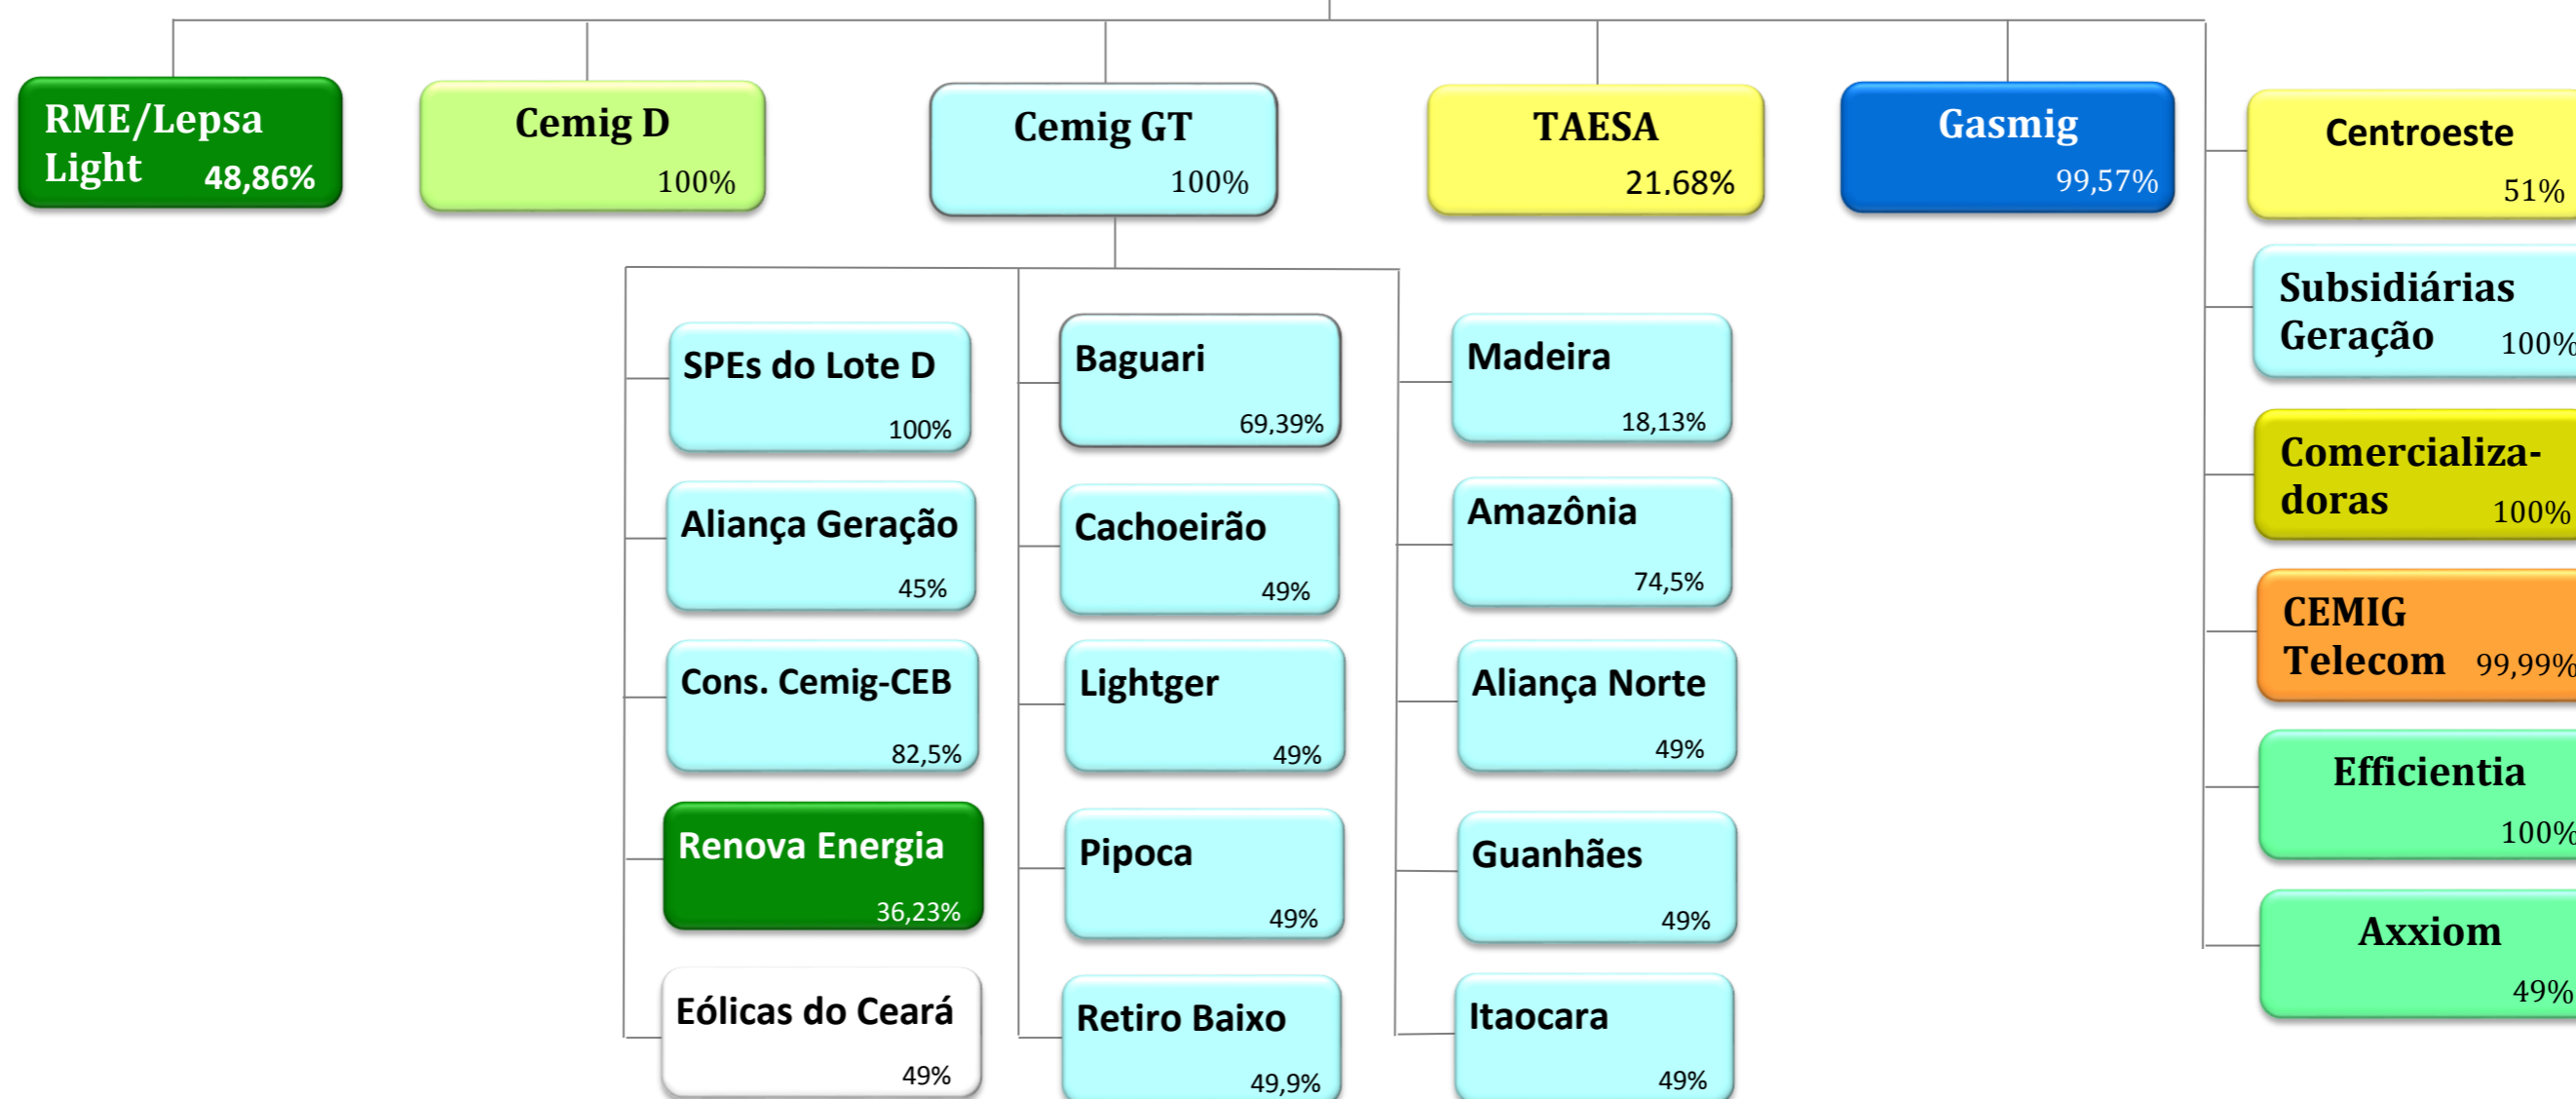 RME/Lepsa
Light 48,86%
Cemig D
100%
Cemig GT
100%
TAESA
21,68%
Gasmig
99,57%
Centroeste
51%
Subsidiárias
Geração 100%
Comercializa-
doras 100%
CEMIG
Telecom 99,99%
Efficientia
100%
Axxiom
49%
SPEs do Lote D
100%
Aliança Geração
45%
Cons. Cemig-CEB
82,5%
Renova Energia
36,23%
Eólicas do Ceará
49%
Baguari
69,39%
Cachoeirão
49%
Lightger
49%
Pipoca
49%
Retiro Baixo
49,9%
Madeira
18,13%
Amazônia
74,5%
Aliança Norte
49%
Guanhães
49%
Itaocara
49%